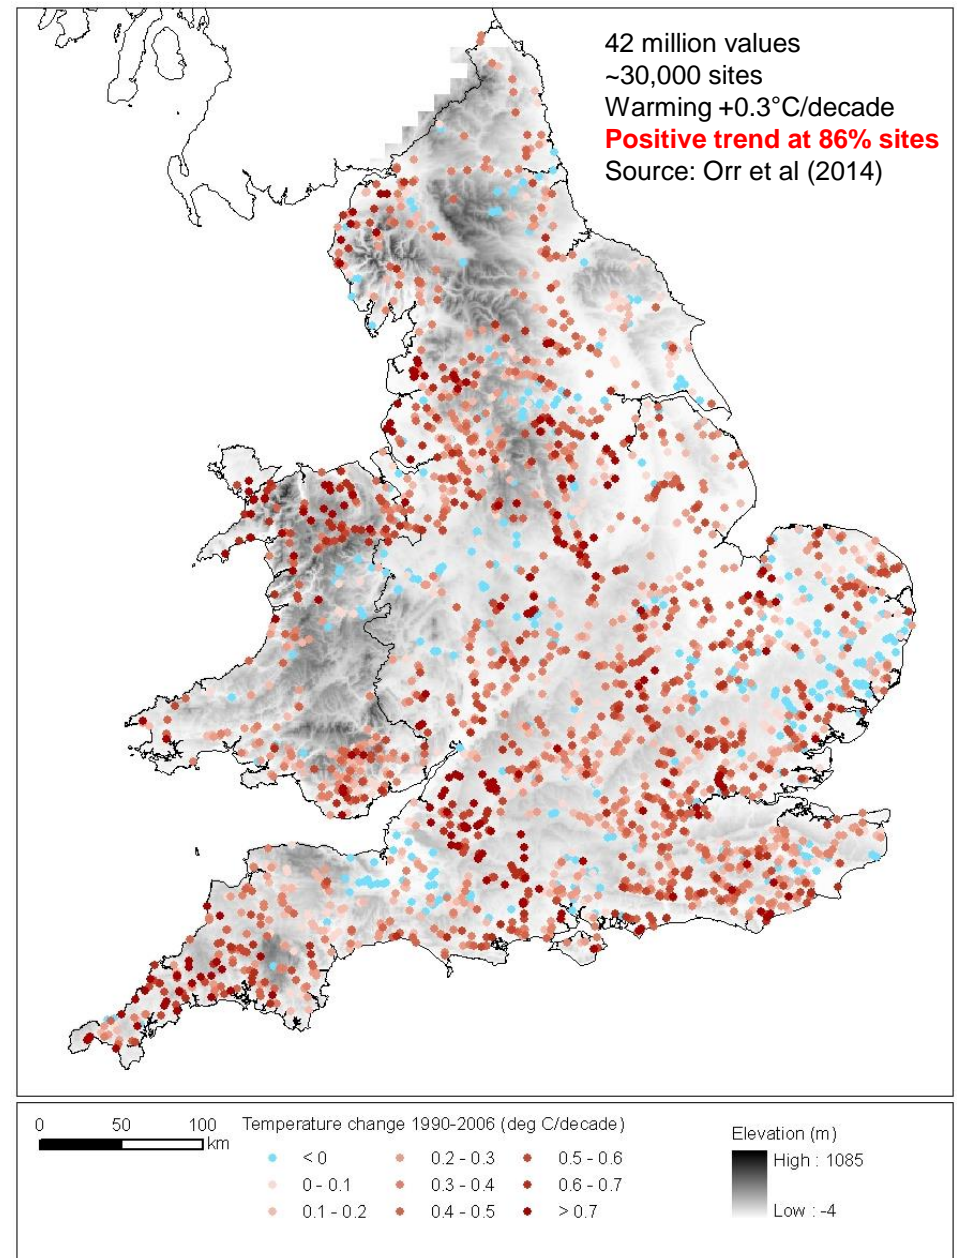 42 million values
~30,000 sites
Warming +0.3°C/decade
Positive trend at 86% sites
Source: Orr et al (2014)
0 50 100
km
Temperature change 1990-2006 (deg C/decade)
< 0 0.2 - 0.3 0.5 - 0.6
0 - 0.1 0.3 - 0.4 0.6 - 0.7
0.1 - 0.2 0.4 - 0.5 > 0.7
Elevation (m)
High : 1085
Low : -4